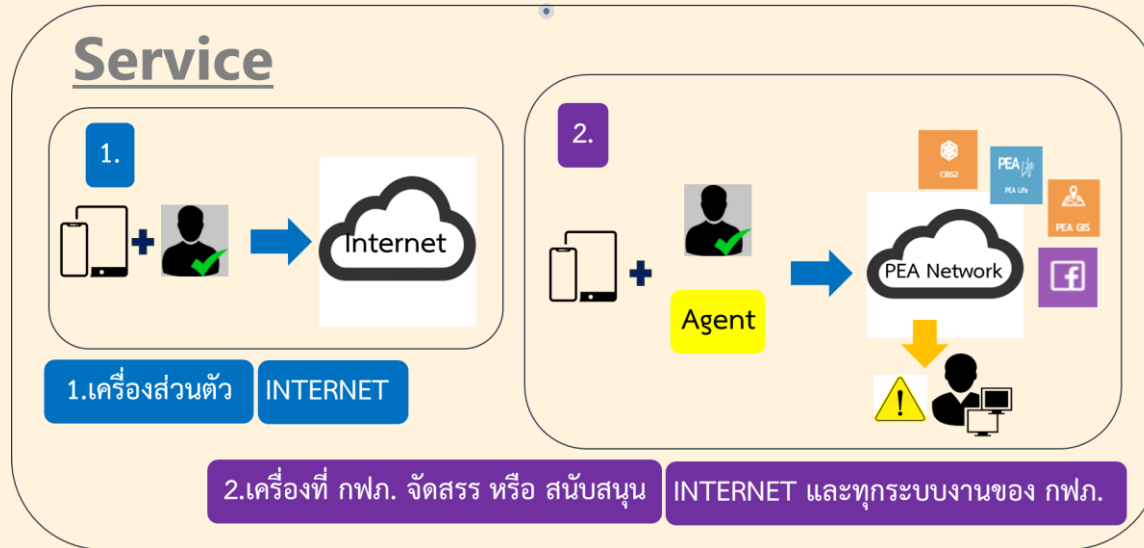 Service
1.
Internet
1.เครื่องส่วนตัว
INTERNET
2.
Agent
PEA Network
CBS2
PEA Life
PEA Life
PEA GIS
2.เครื่องที่ กฟภ. จัดสรร หรือ สนับสนุน
INTERNET และทุกระบบงานของ กฟภ.